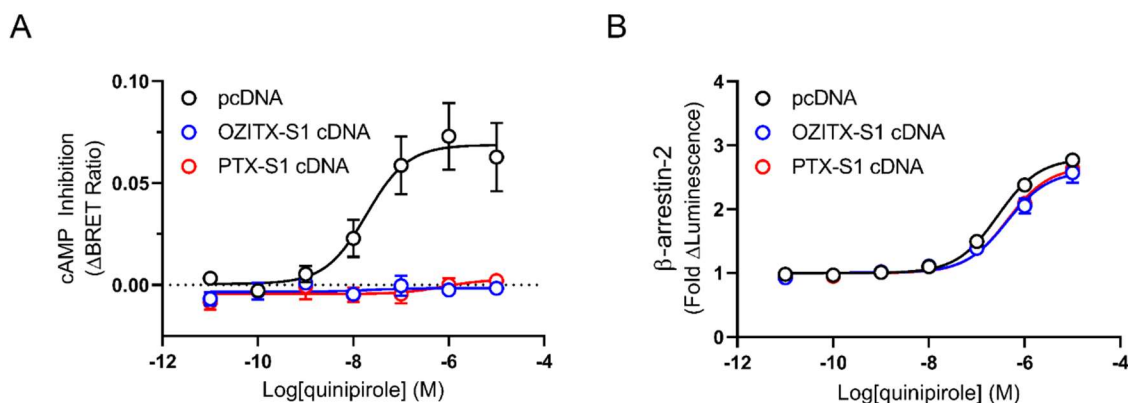 A
cAMP Inhibition
(ΔBRET Ratio)
0.10
0.05
0.00
pcDNA
OZITX-S1 cDNA
PTX-S1 cDNA
-12
-10
-8
-6
-4
Log[quinipirole] (M)
B
β-arrestin-2
(Fold ΔLuminescence)
4
3
2
1
0
pcDNA
OZITX-S1 cDNA
PTX-S1 cDNA
-12
-10
-8
-6
-4
Log[quinipirole] (M)